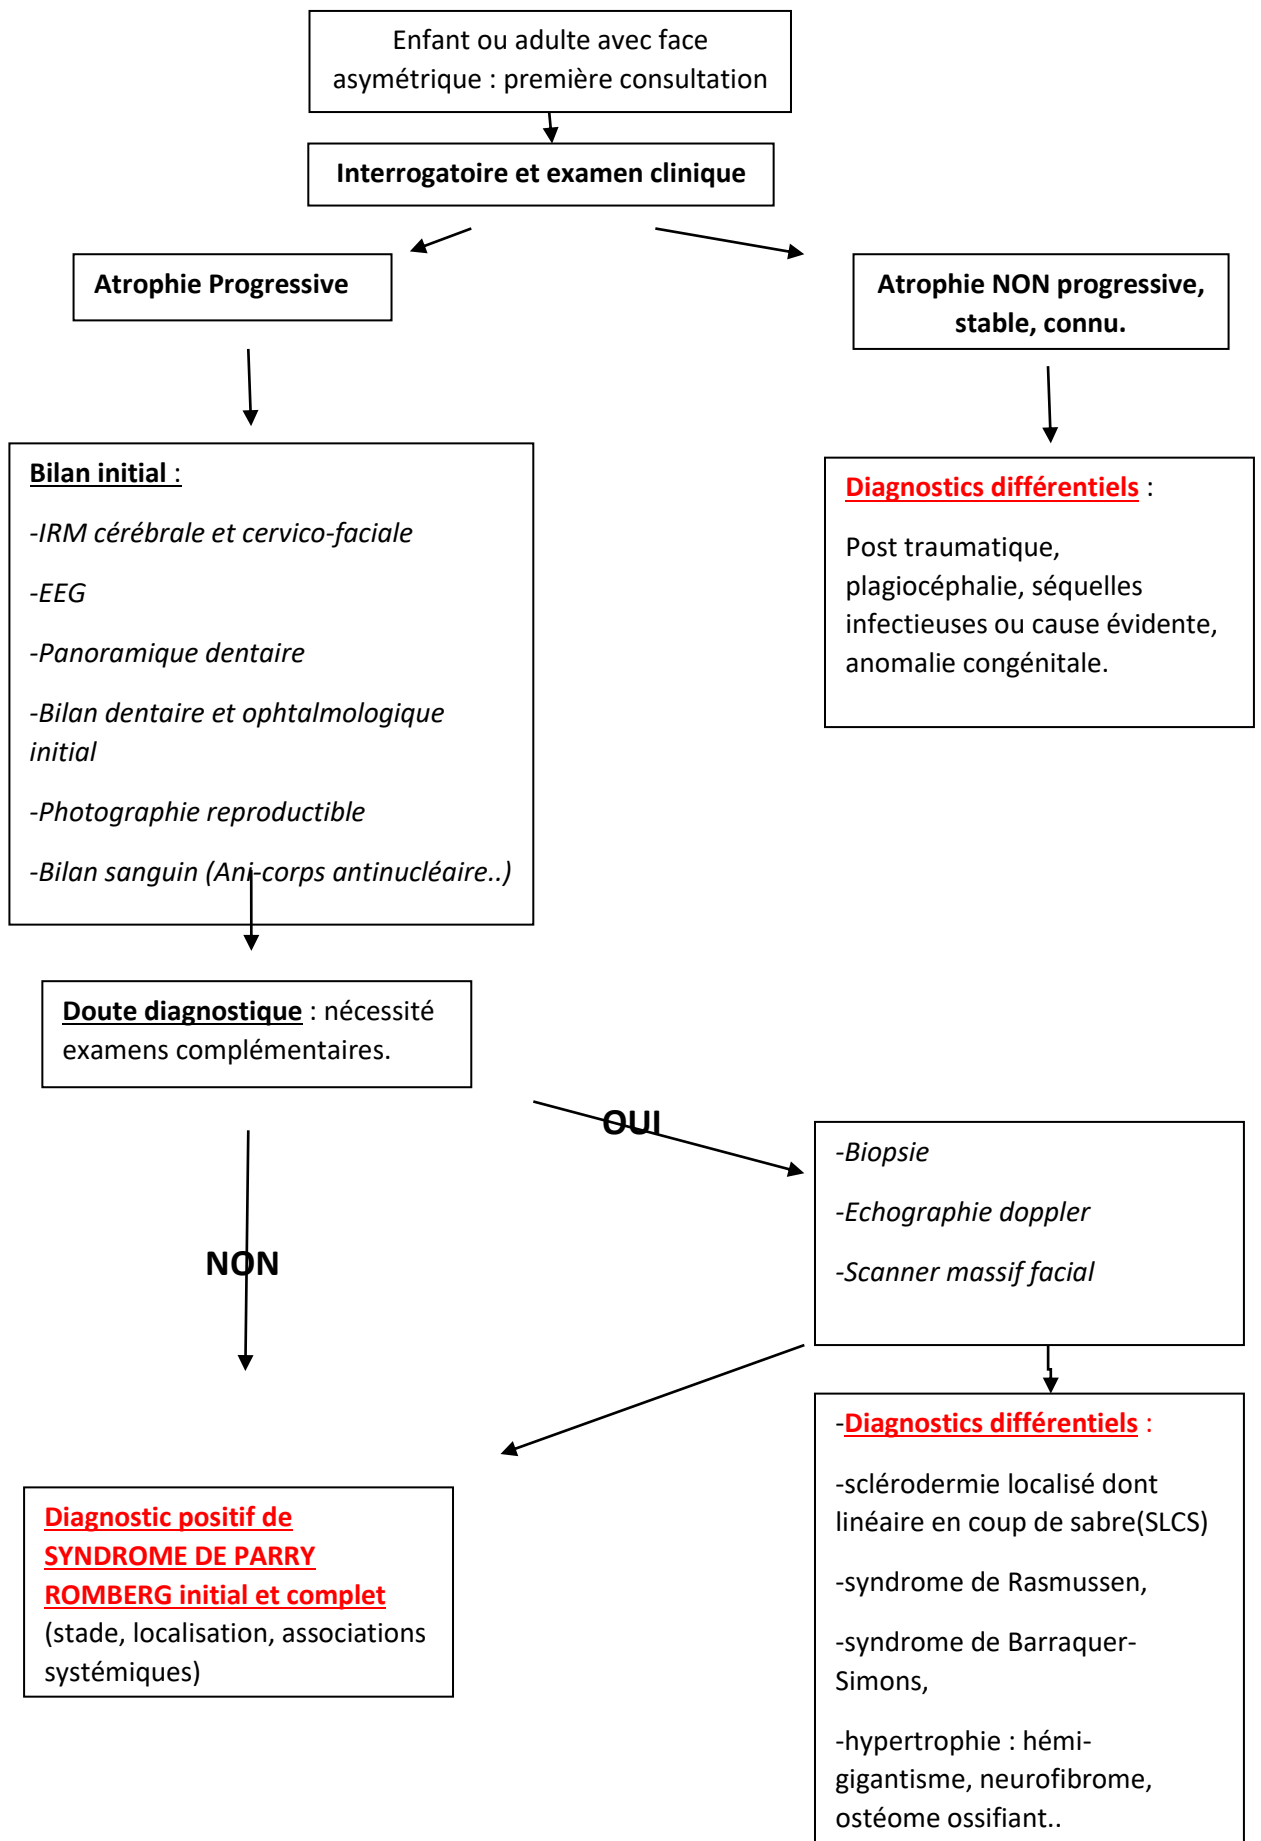 Enfant ou adulte avec face
asymétrique : première consultation
Interrogatoire et examen clinique
Atrophie Progressive
Atrophie NON progressive,
stable, connu.
Bilan initial :
-IRM cérébrale et cervico-faciale
-EEG
-Panoramique dentaire
-Bilan dentaire et ophtalmologique
initial
-Photographie reproductible
-Bilan sanguin (Ani-corps antinucléaire..)
Diagnostics différentiels :
Post traumatique,
plagiocéphalie, séquelles
infectieuses ou cause évidente,
anomalie congénitale.
Doute diagnostique : nécessité
examens complémentaires.
OUI
NON
-Biopsie
-Echographie doppler
-Scanner massif facial
Diagnostic positif de
SYNDROME DE PARRY
ROMBERG initial et complet
(stade, localisation, associations
systémiques)
-Diagnostics différentiels :
-sclérodermie localisé dont
linéaire en coup de sabre(SLCS)
-syndrome de Rasmussen,
-syndrome de Barraquer-
Simons,
-hypertrophie : hémi-
gigantisme, neurofibrome,
ostéome ossifiant..